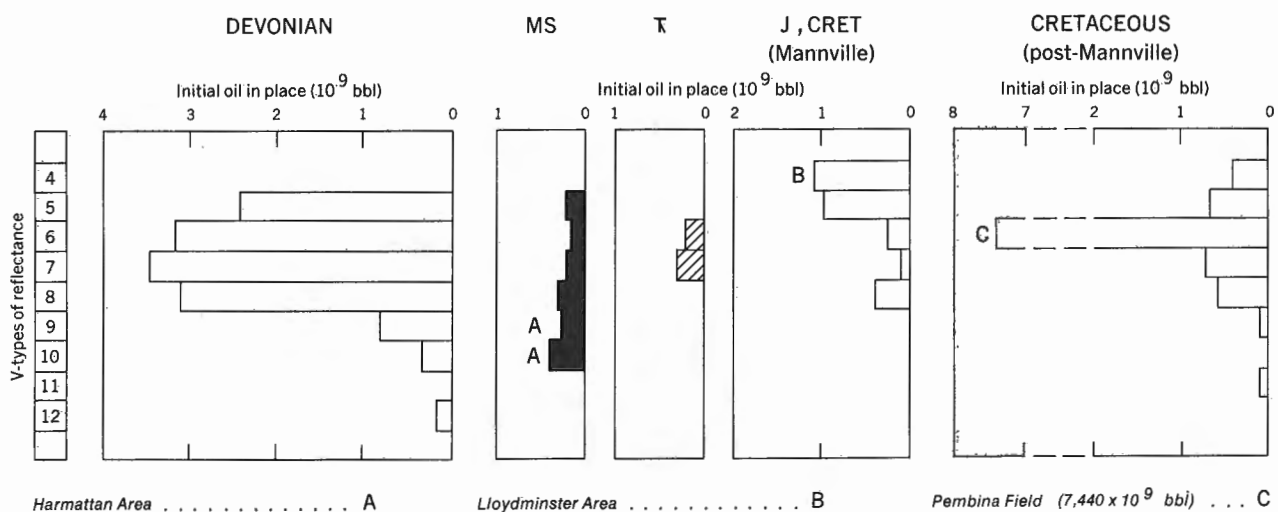 DEVONIAN MS T̶R J , CRET CRETACEOUS
(Mannville) (post-Mannville)
Initial oil in place (10⁹ bbl) Initial oil in place (10⁹ bbl) Initial oil in place (10⁹ bbl)
4 3 2 1 0 1 0 1 0 2 1 0 8 7 2 1 0
V-types of reflectance
4 B
5
6 C
7
8
9 A
10 A
11
12
Harmattan Area . . . . . . . . . . . . . A Lloydminster Area . . . . . . . . . . . . . B Pembina Field (7,440 x 10⁹ bbl) . . . C